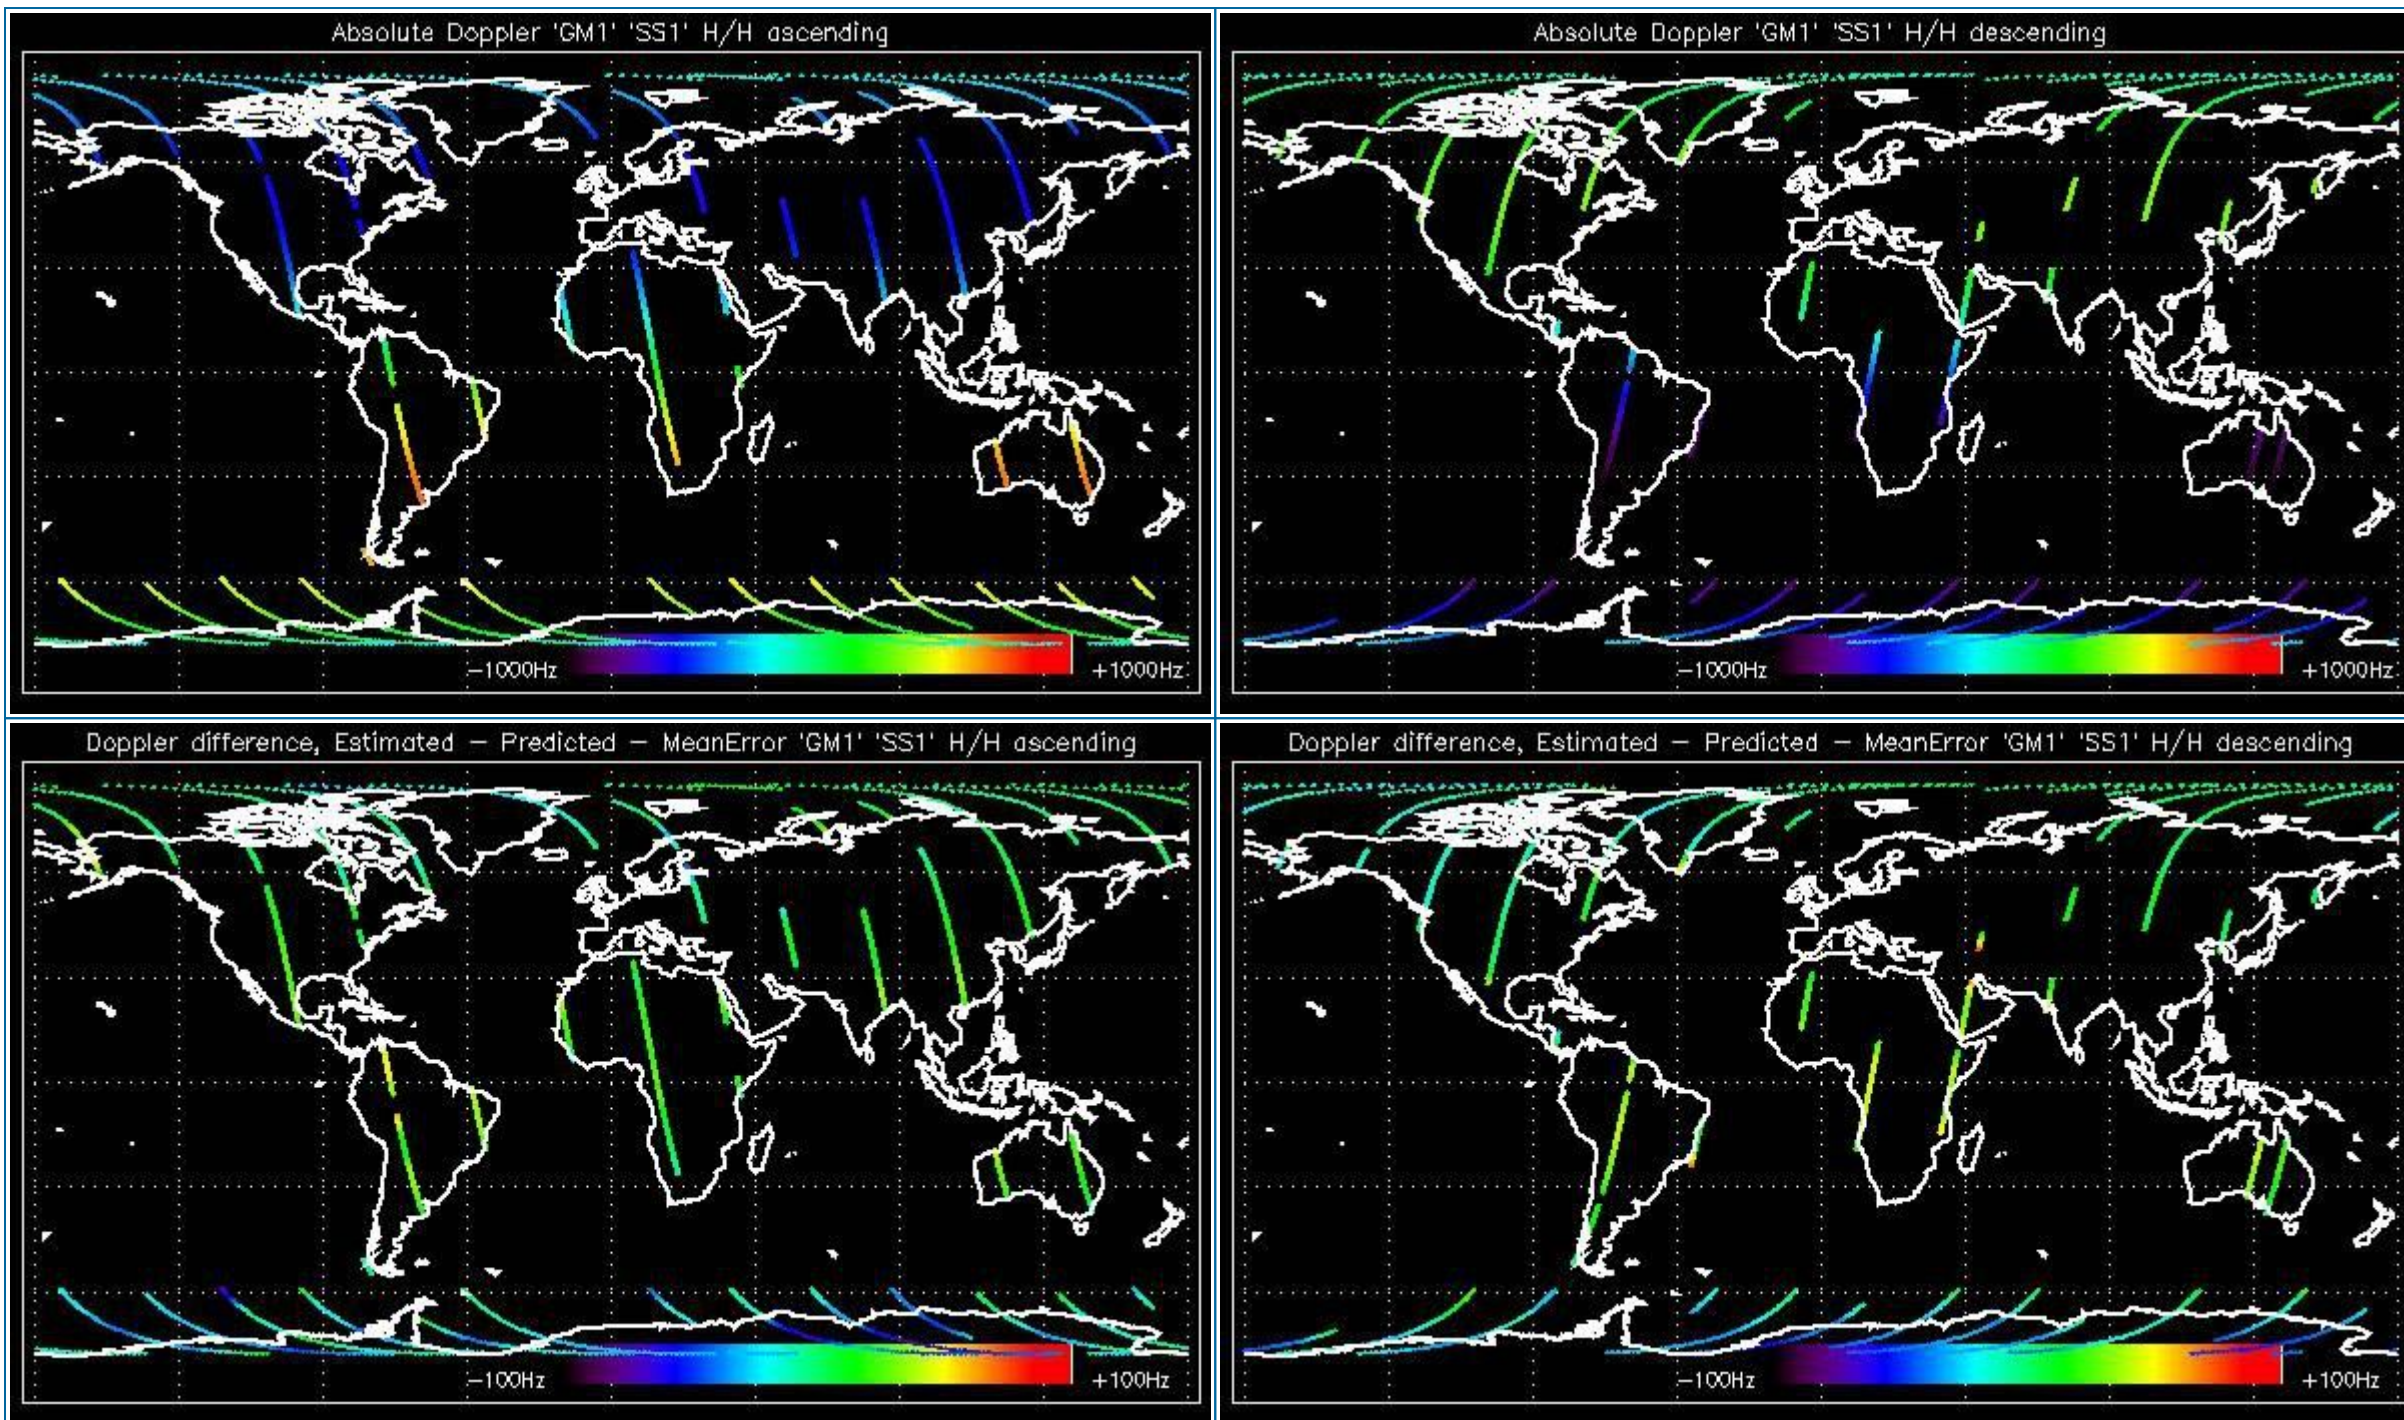 Absolute Doppler 'GM1' 'SS1' H/H ascending
-1000Hz
+1000Hz
Absolute Doppler 'GM1' 'SS1' H/H descending
-1000Hz
+1000Hz
Doppler difference, Estimated - Predicted - MeanError 'GM1' 'SS1' H/H ascending
-100Hz
+100Hz
Doppler difference, Estimated - Predicted - MeanError 'GM1' 'SS1' H/H descending
-100Hz
+100Hz